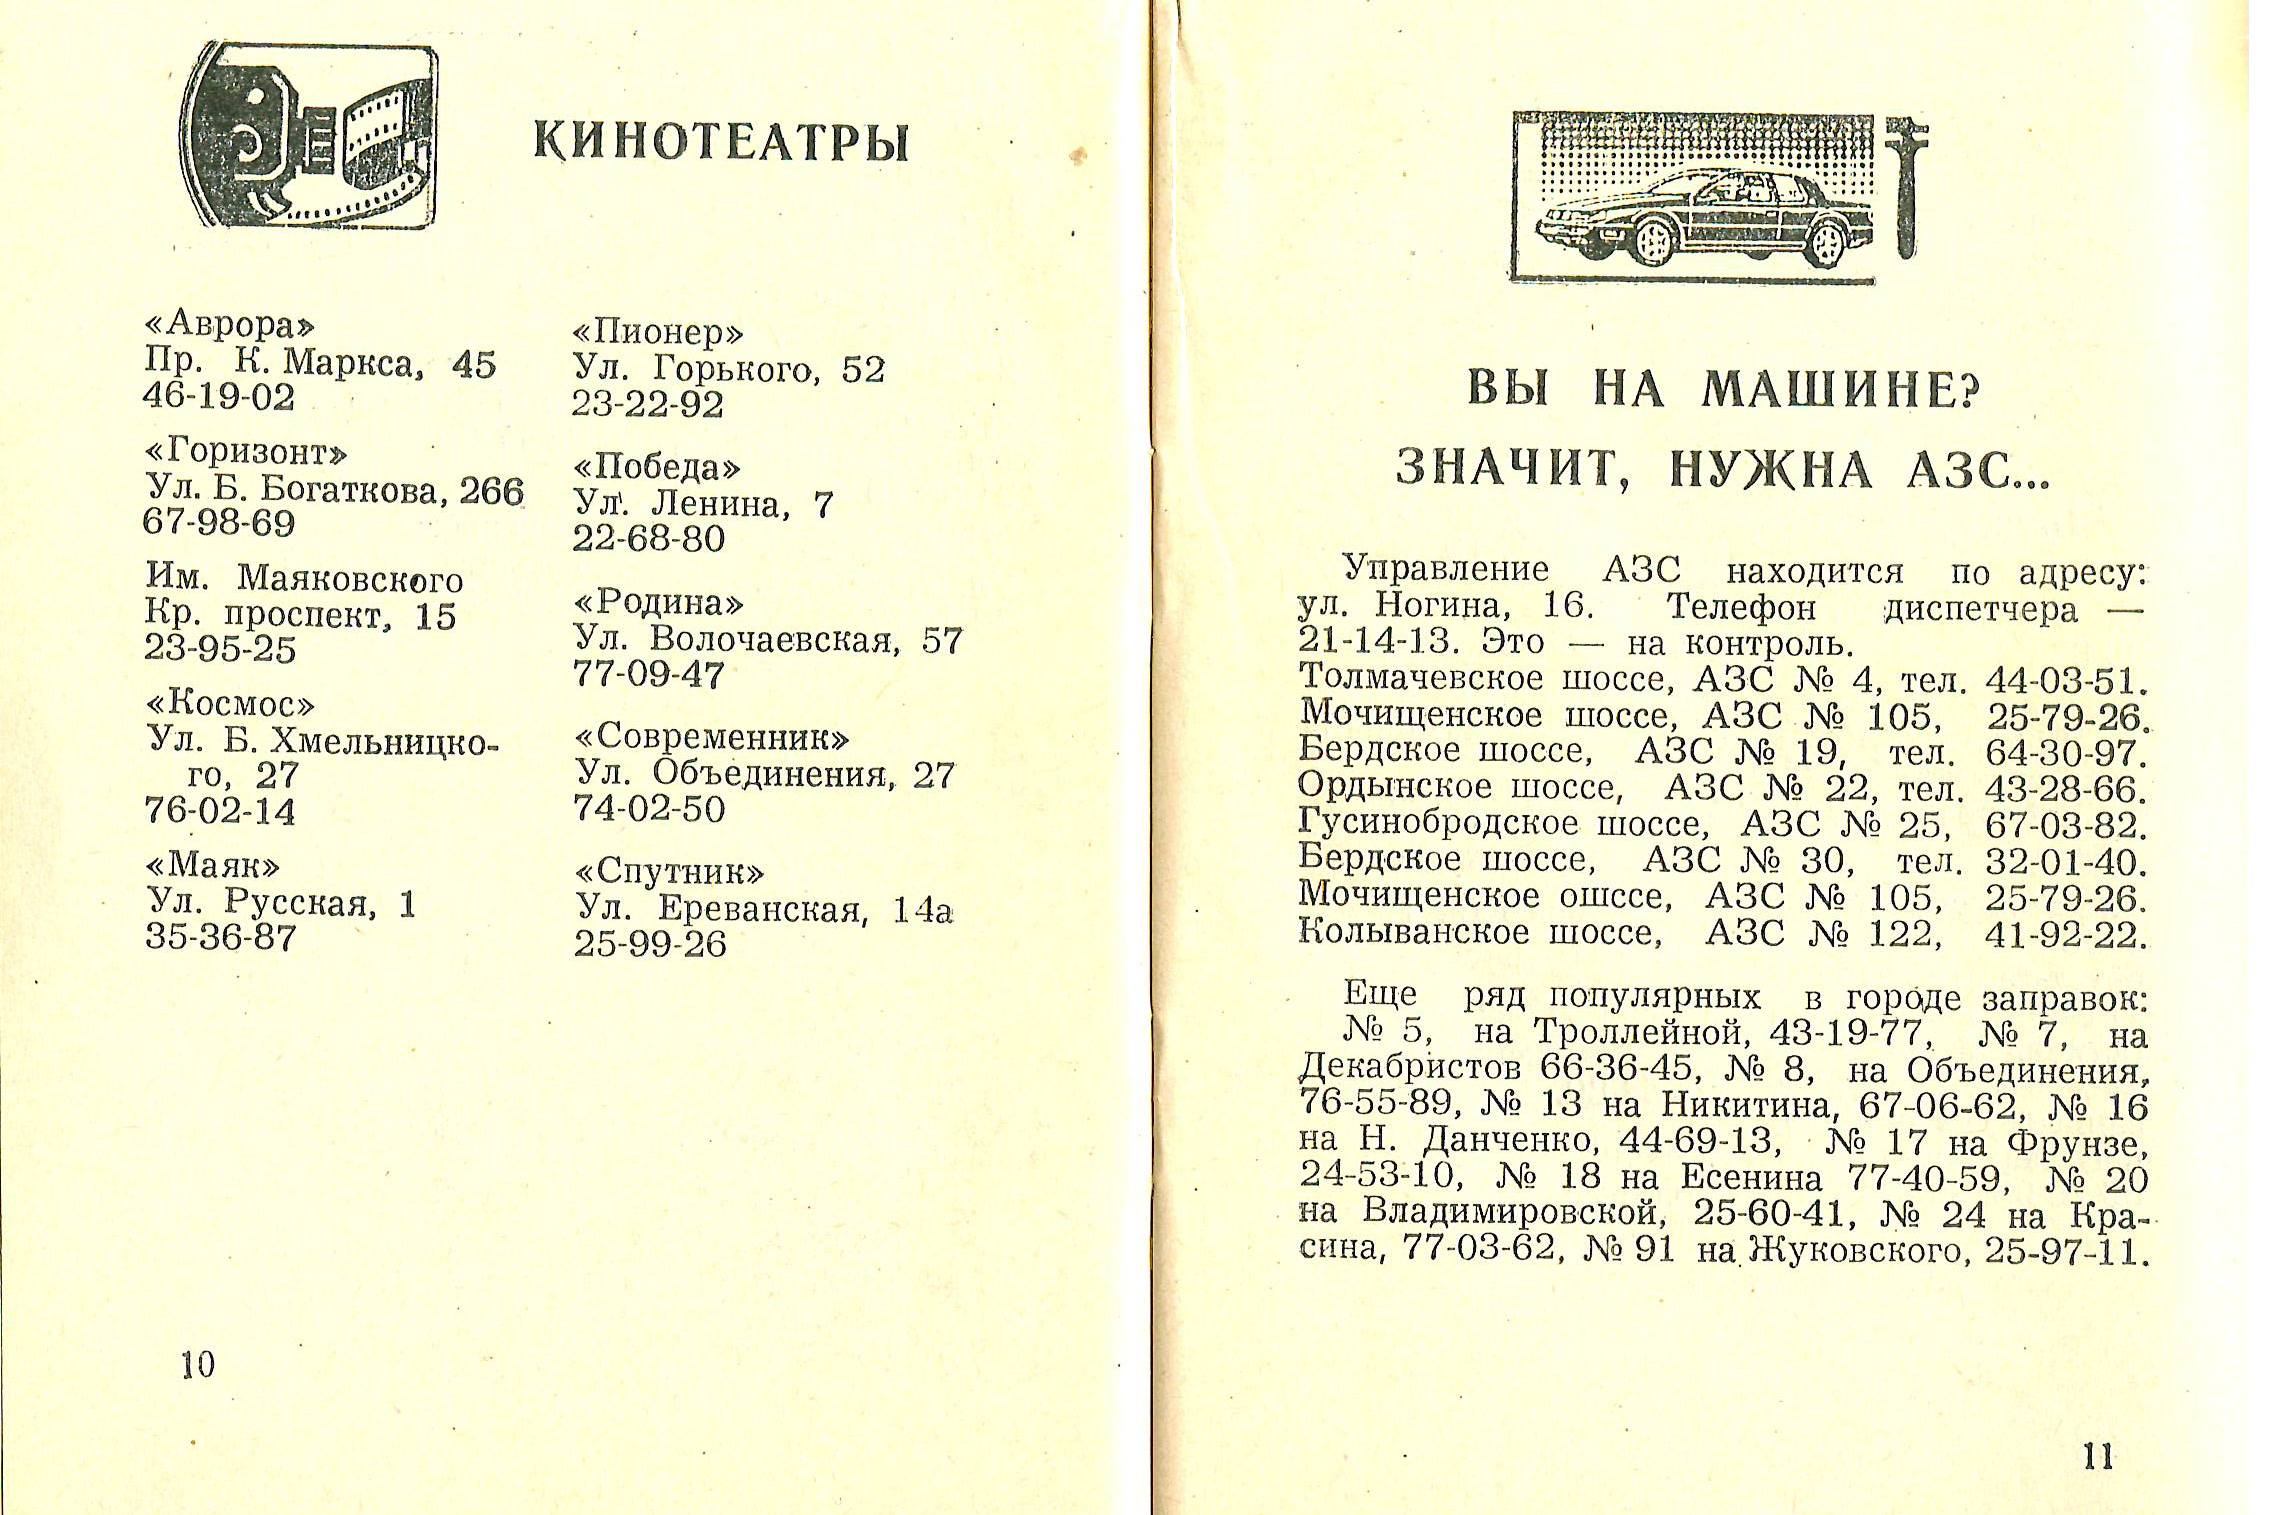 КИНОТЕАТРЫ
«Аврора»
Пр. К. Маркса, 45
46-19-02
«Горизонт»
Ул. Б. Богаткова, 266
67-98-69
Им. Маяковского
Кр. проспект, 15
23-95-25
«Космос»
Ул. Б. Хмельницко-
го, 27
76-02-14
«Маяк»
Ул. Русская, 1
35-36-87
«Пионер»
Ул. Горького, 52
23-22-92
«Победа»
Ул. Ленина, 7
22-68-80
«Родина»
Ул. Волочаевская, 57
77-09-47
«Современник»
Ул. Объединения, 27
74-02-50
«Спутник»
Ул. Ереванская, 14а
25-99-26
10
ВЫ НА МАШИНЕ?
ЗНАЧИТ, НУЖНА АЗС...
Управление АЗС находится по адресу:
ул. Ногина, 16. Телефон диспетчера —
21-14-13. Это — на контроль.
Толмачевское шоссе, АЗС № 4, тел. 44-03-51.
Мочищенское шоссе, АЗС № 105, 25-79-26.
Бердское шоссе, АЗС № 19, тел. 64-30-97.
Ордынское шоссе, АЗС № 22, тел. 43-28-66.
Гусинобродское шоссе, АЗС № 25, 67-03-82.
Бердское шоссе, АЗС № 30, тел. 32-01-40.
Мочищенское ошссе, АЗС № 105, 25-79-26.
Колыванское шоссе, АЗС № 122, 41-92-22.
Еще ряд популярных в городе заправок:
№ 5, на Троллейной, 43-19-77, № 7, на
Декабристов 66-36-45, № 8, на Объединения,
76-55-89, № 13 на Никитина, 67-06-62, № 16
на Н. Данченко, 44-69-13, № 17 на Фрунзе,
24-53-10, № 18 на Есенина 77-40-59, № 20
на Владимировской, 25-60-41, № 24 на Кра-
сина, 77-03-62, № 91 на Жуковского, 25-97-11.
11